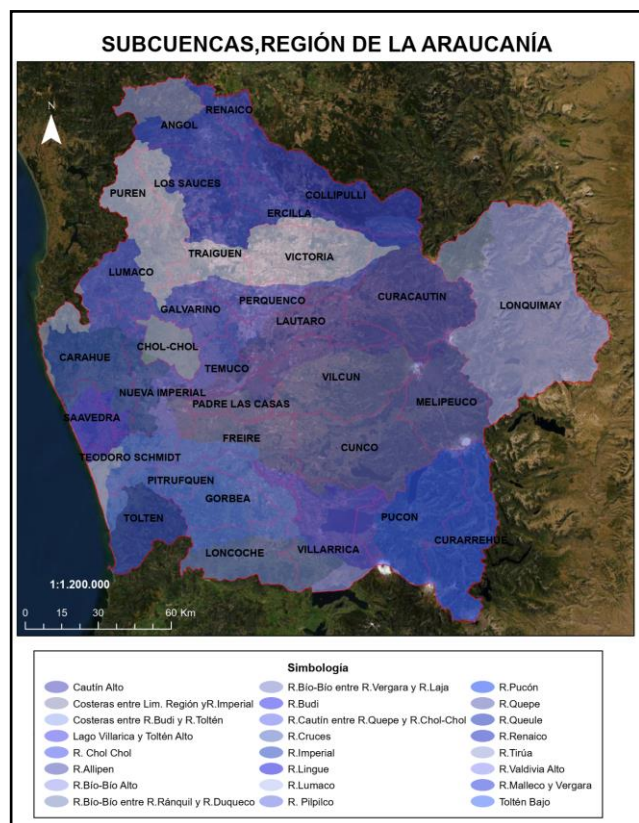 SUBCUENCAS,REGIÓN DE LA ARAUCANÍA
N
RENAICO
ANGOL
LOS SAUCES
COLLIPULLI
PUREN
ERCILLA
TRAIGUEN
VICTORIA
LUMACO
CURACAUTIN
LONQUIMAY
GALVARINO
PERQUENCO
LAUTARO
CHOL-CHOL
CARAHUE
TEMUCO
VILCUN
NUEVA IMPERIAL
MELIPEUCO
PADRE LAS CASAS
SAAVEDRA
FREIRE
CUNCO
TEODORO SCHMIDT
PITRUFQUEN
GORBEA
TOLTEN
PUCON
CURARREHUE
LONCOCHE
VILLARRICA
1:1.200.000
0 15 30 60 Km
Simbología
Cautín Alto
Costeras entre Lim. Región yR.Imperial
Costeras entre R.Budi y R.Toltén
Lago Villarica y Toltén Alto
R. Chol Chol
R.Allipen
R.Bío-Bío Alto
R.Bío-Bío entre R.Ránquil y R.Duqueco
R.Bío-Bío entre R.Vergara y R.Laja
R.Budi
R.Cautín entre R.Quepe y R.Chol-Chol
R.Cruces
R.Imperial
R.Lingue
R.Lumaco
R. Pilpilco
R.Pucón
R.Quepe
R.Queule
R.Renaico
R.Tirúa
R.Valdivia Alto
R.Malleco y Vergara
Toltén Bajo